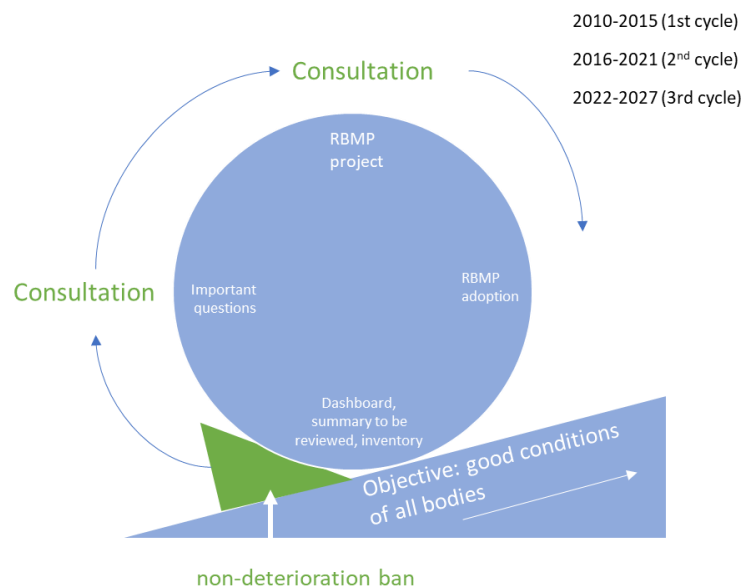 2010-2015 (1st cycle)
2016-2021 (2nd cycle)
2022-2027 (3rd cycle)
Consultation
RBMP
project
Consultation
Important
questions
RBMP
adoption
Dashboard,
summary to be
reviewed, inventory
Objective: good conditions
of all bodies
non-deterioration ban